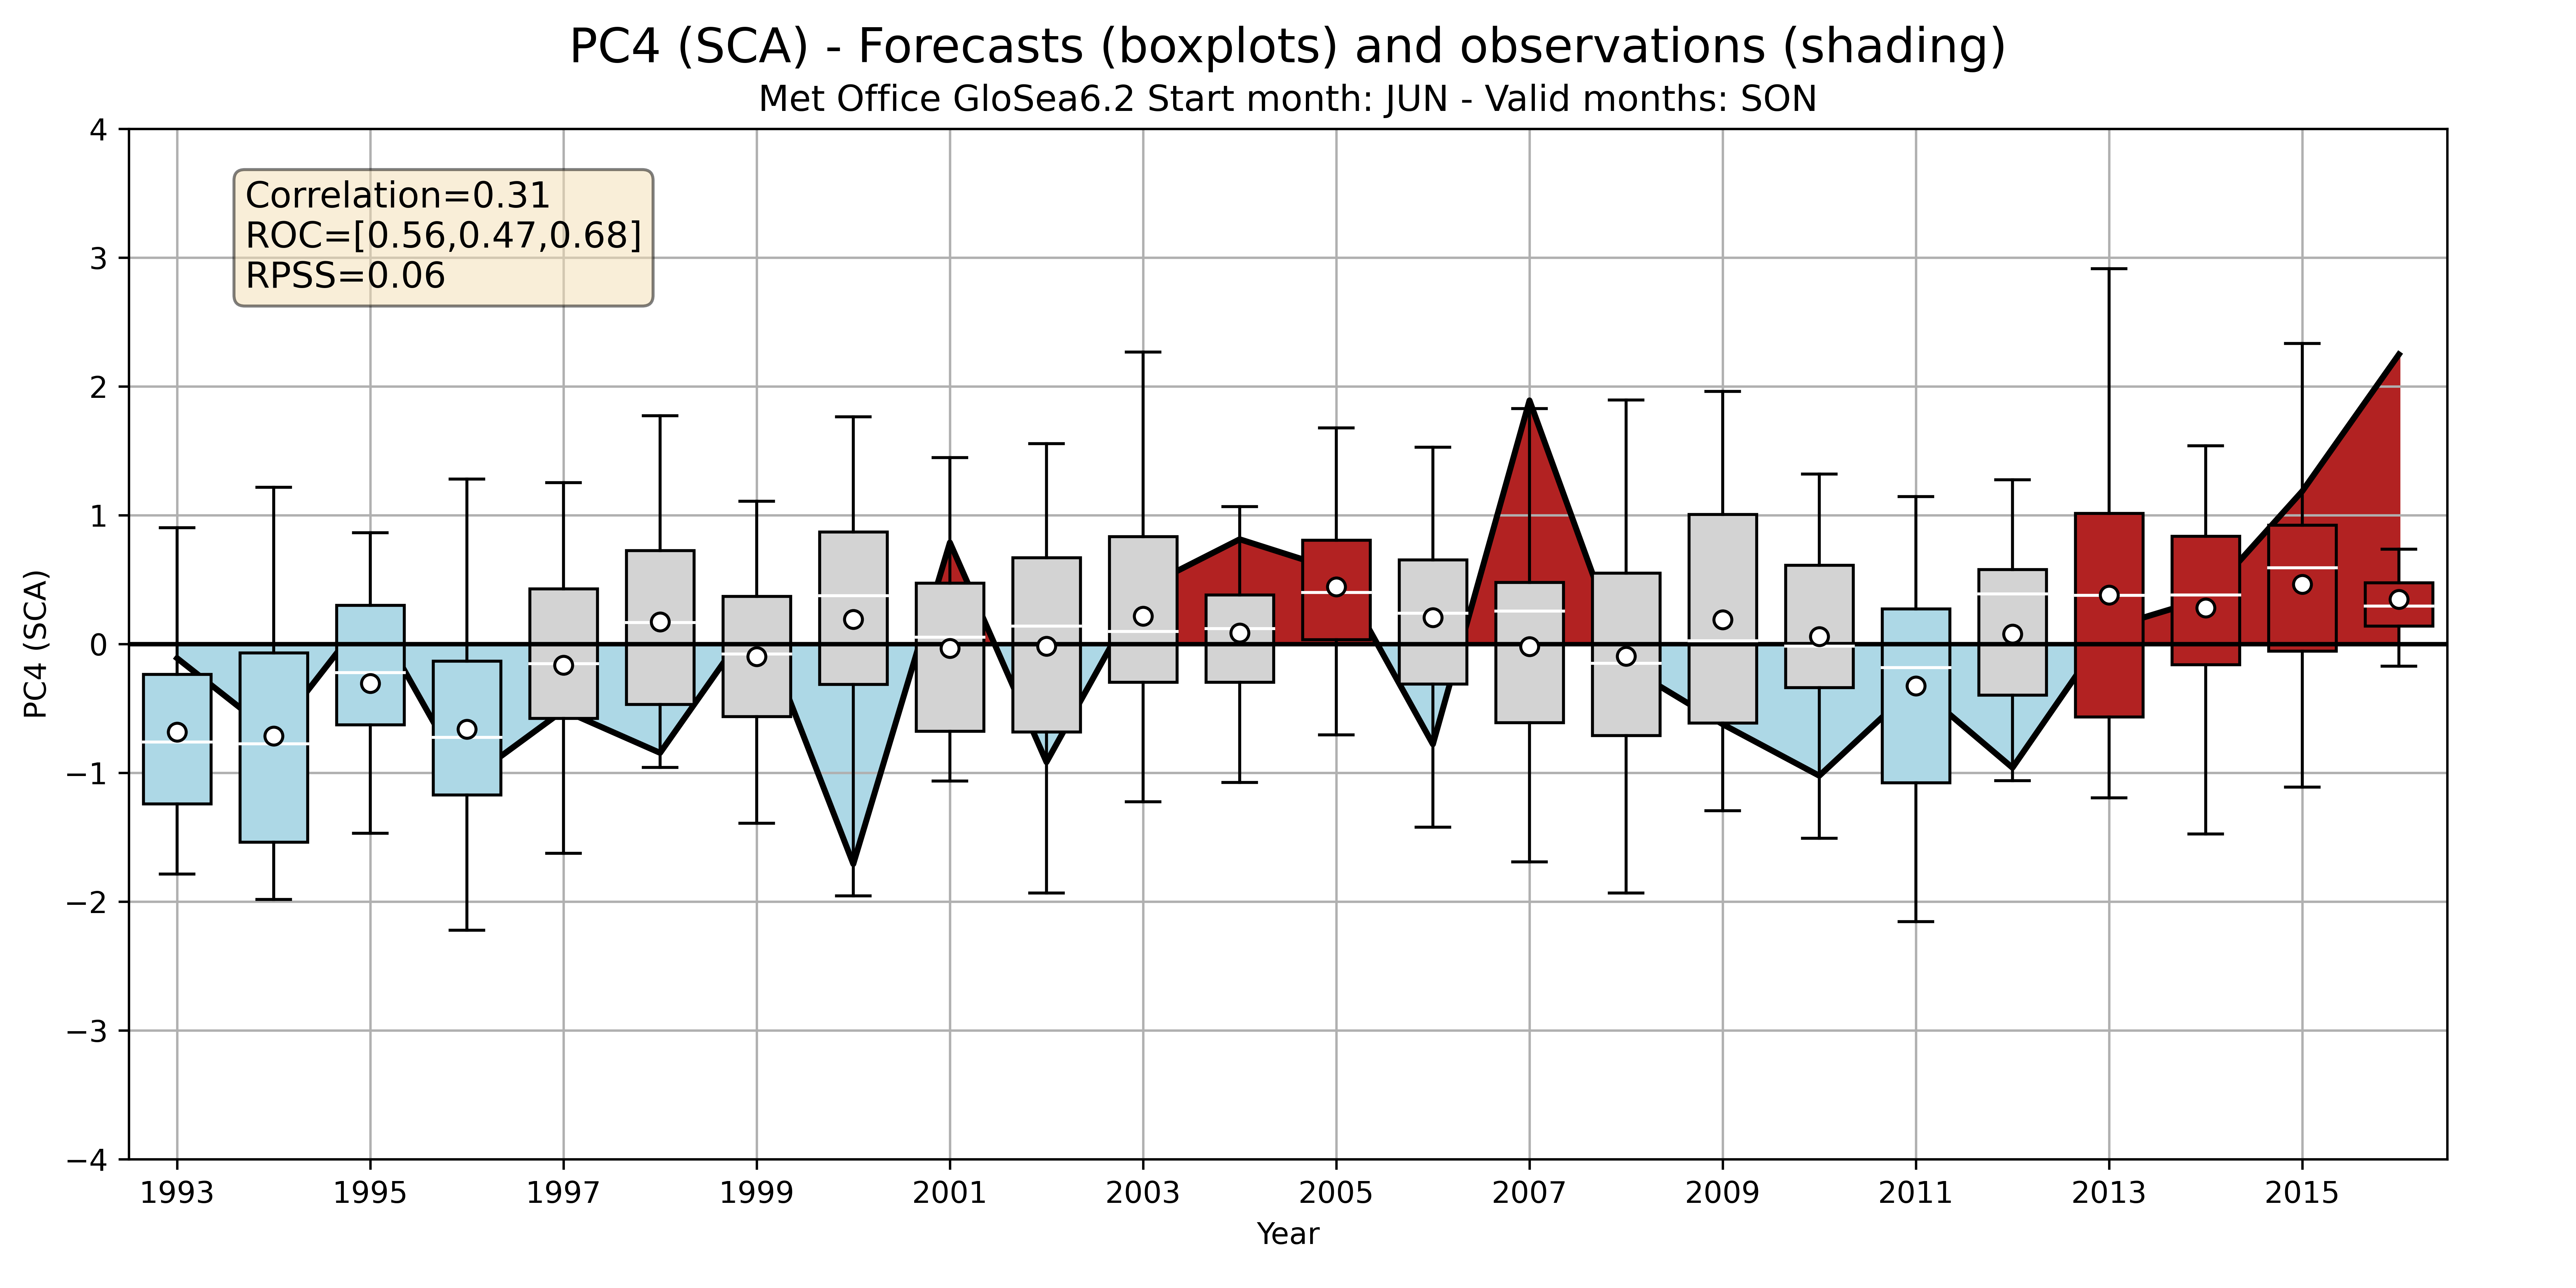 PC4 (SCA) - Forecasts (boxplots) and observations (shading)
Met Office GloSea6.2 Start month: JUN - Valid months: SON
Correlation=0.31
ROC=[0.56,0.47,0.68]
RPSS=0.06
PC4 (SCA)
4
3
2
1
0
−1
−2
−3
−4
1993 1995 1997 1999 2001 2003 2005 2007 2009 2011 2013 2015
Year